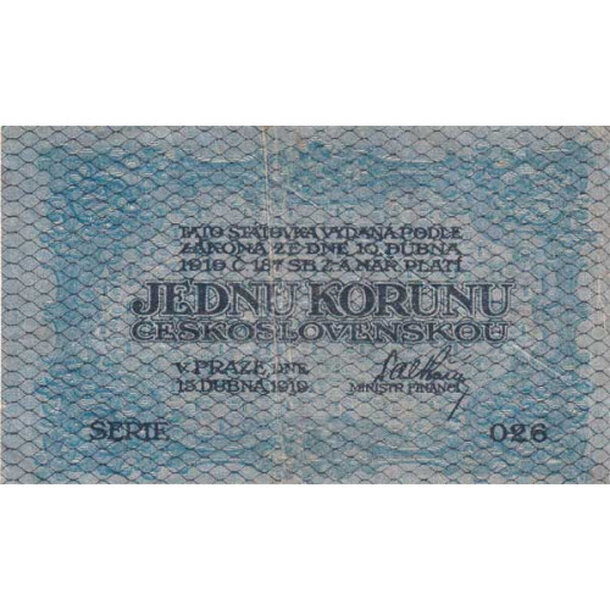 TATO STÁTOVKA VYDANÁ PODLE
ZÁKONA ZE DNE 10. DUBNA
1919 Č. 187 SB. Z. A NAŘ. PLATÍ
JEDNU KORUNU
ČESKOSLOVENSKOU
V PRAZE DNE
15. DUBNA 1919.
MINISTR FINANCÍ
SERIE 026